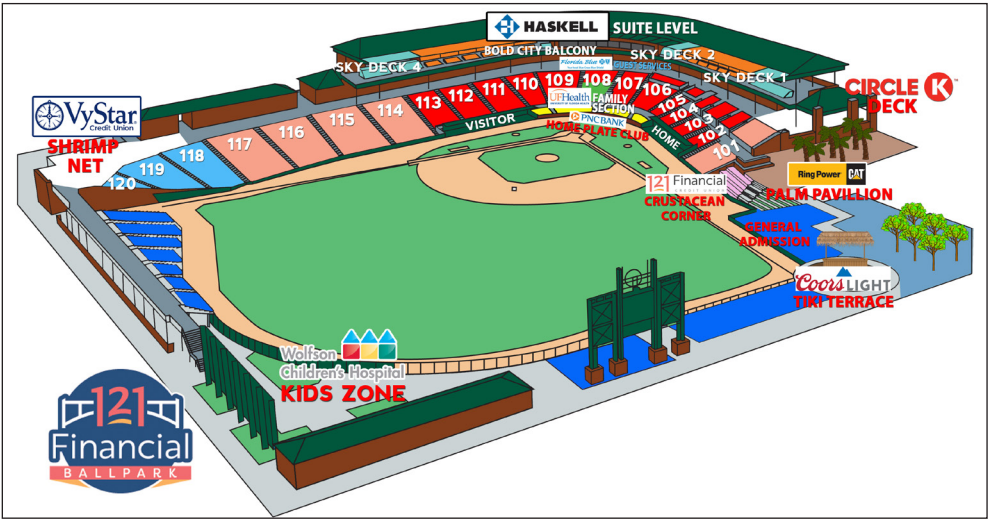 HASKELL
SUITE LEVEL
BOLD CITY BALCONY
SKY DECK 2
Florida Blue
GUEST SERVICES
SKY DECK 4
SKY DECK 1
CIRCLE K
DECK
VyStar
Credit Union
SHRIMP
NET
120
119
118
117
116
115
114
113
112
111
110
109
108
107
106
105
104
103
102
101
FAMILY
SECTION
UFHealth
PNC BANK
HOME PLATE CLUB
VISITOR
HOME
RingPower CAT
PALM PAVILION
121 Financial
CREDIT UNION
CRUSTACEAN
CORNER
GENERAL
ADMISSION
Coors LIGHT
TIKI TERRACE
Wolfson
Children's Hospital
KIDS ZONE
121
Financial
BALLPARK